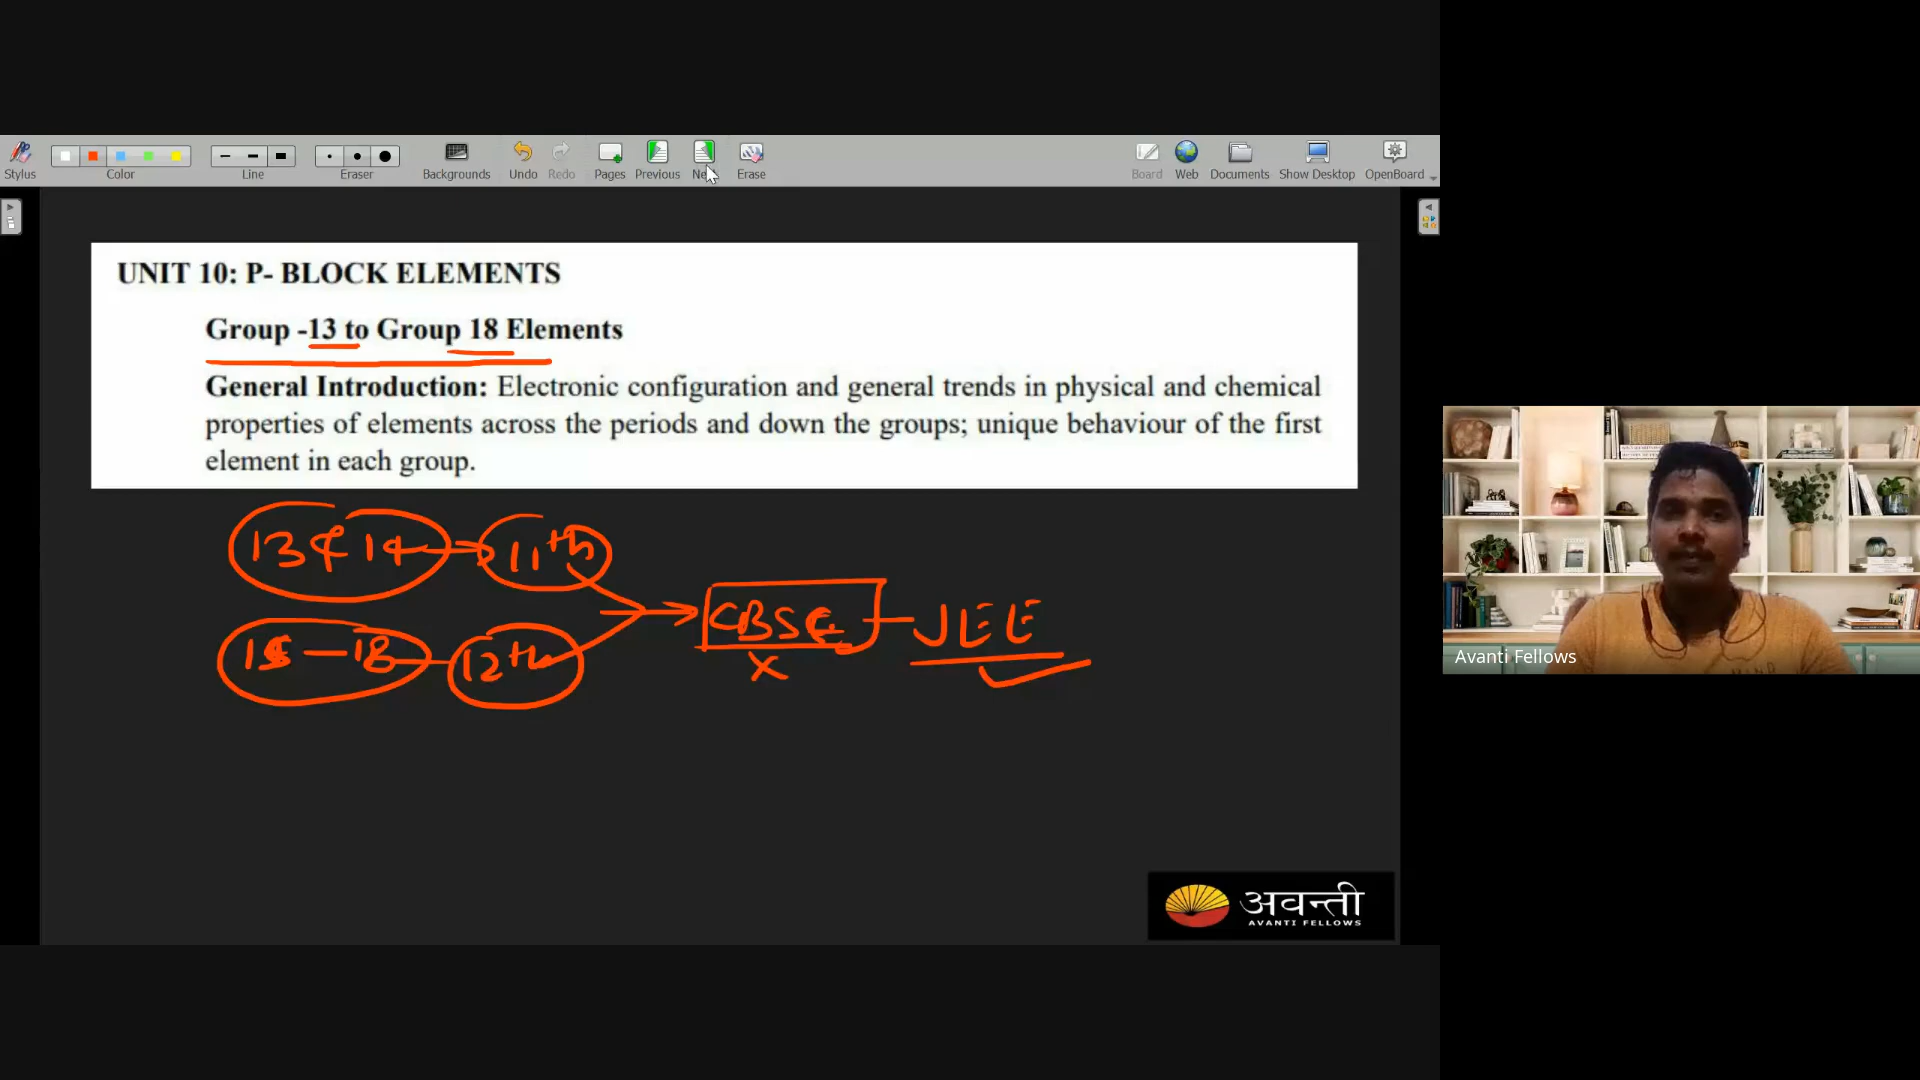 Stylus Color Line Eraser Backgrounds Undo Redo Pages Previous Erase Board Web Documents Show Desktop OpenBoard
UNIT 10: P- BLOCK ELEMENTS
Group -13 to Group 18 Elements
General Introduction: Electronic configuration and general trends in physical and chemical
properties of elements across the periods and down the groups; unique behaviour of the first
element in each group.
13 & 14 → 11th
CBSE - JEE
X
15 - 18 - 12th
Avanti Fellows
अवन्ती
AVANTI FELLOWS